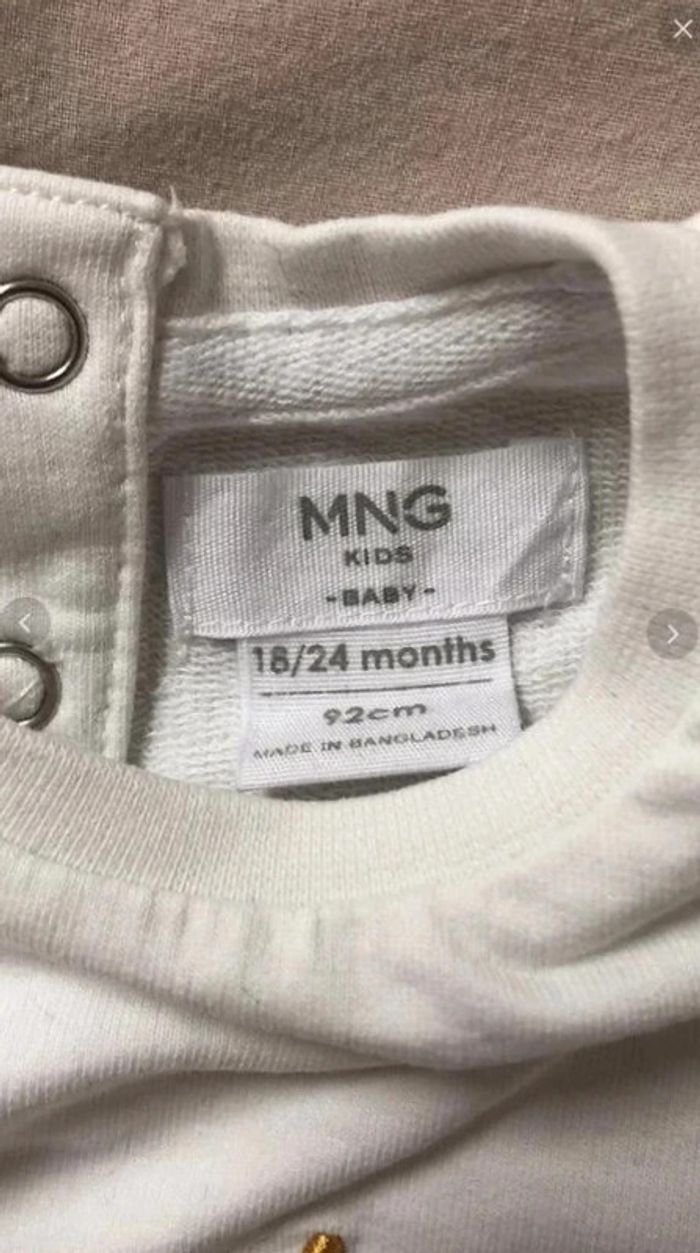 MNG
KIDS
-BABY-
18/24 months
92cm
MADE IN BANGLADESH